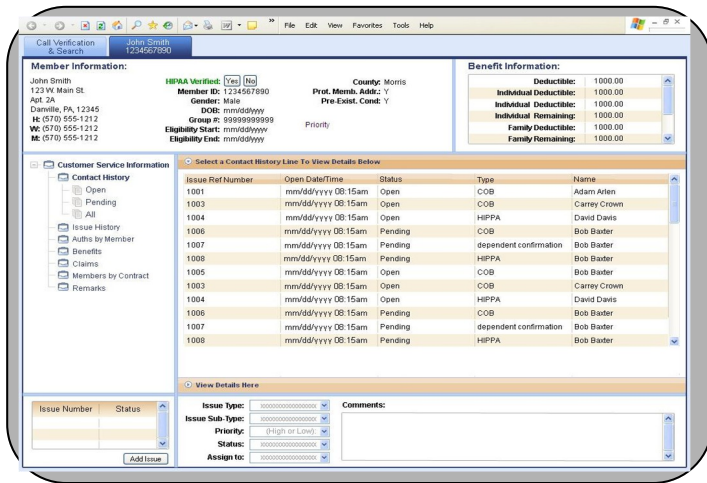 File Edit View Favorites Tools Help
Call Verification
& Search
John Smith
1234567890
Member Information:
John Smith
123 W. Main St.
Apt. 2A
Danville, PA, 12345
H: (570) 555-1212
W: (570) 555-1212
M: (570) 555-1212
HIPAA Verified: Yes No
Member ID: 1234567890
Gender: Male
DOB: mm/dd/yyyy
Group #: 99999999999
Eligibility Start: mm/dd/yyyy
Eligibility End: mm/dd/yyyy
County: Morris
Prot. Memb. Addr.: Y
Pre-Exist. Cond: Y
Priority
Benefit Information:
Deductible: 1000.00
Individual Deductible: 1000.00
Individual Deductible: 1000.00
Individual Remaining: 1000.00
Family Deductible: 1000.00
Family Remaining: 1000.00
Customer Service Information
Contact History
Open
Pending
All
Issue History
Auths by Member
Benefits
Claims
Members by Contract
Remarks
Select a Contact History Line To View Details Below
Issue Ref Number Open Date/Time Status Type Name
1001 mm/dd/yyyy 08:15am Open COB Adam Arlen
1003 mm/dd/yyyy 08:15am Open COB Carrey Crown
1004 mm/dd/yyyy 08:15am Open HIPPA David Davis
1006 mm/dd/yyyy 08:15am Pending COB Bob Baxter
1007 mm/dd/yyyy 08:15am Pending dependent confirmation Bob Baxter
1008 mm/dd/yyyy 08:15am Pending HIPPA Bob Baxter
1005 mm/dd/yyyy 08:15am Open COB Bob Baxter
1003 mm/dd/yyyy 08:15am Open COB Carrey Crown
1004 mm/dd/yyyy 08:15am Open HIPPA David Davis
1006 mm/dd/yyyy 08:15am Pending COB Bob Baxter
1007 mm/dd/yyyy 08:15am Pending dependent confirmation Bob Baxter
1008 mm/dd/yyyy 08:15am Pending HIPPA Bob Baxter
View Details Here
Issue Number Status
Add Issue
Issue Type:
Issue Sub-Type:
Priority: (High or Low):
Status:
Assign to:
Comments: